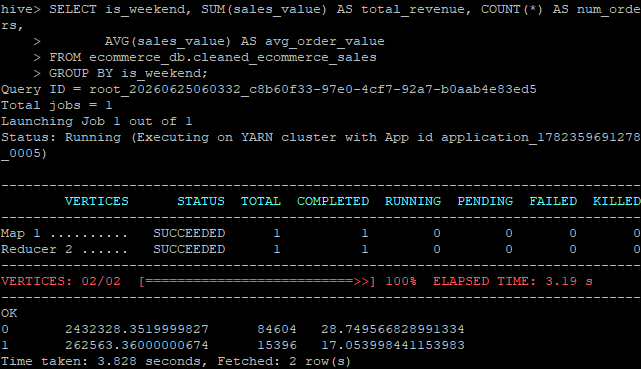 hive> SELECT is_weekend, SUM(sales_value) AS total_revenue, COUNT(*) AS num_orde
rs,
    >        AVG(sales_value) AS avg_order_value
    > FROM ecommerce_db.cleaned_ecommerce_sales
    > GROUP BY is_weekend;
Query ID = root_20260625060332_c8b60f33-97e0-4cf7-92a7-b0aab4e83ed5
Total jobs = 1
Launching Job 1 out of 1
Status: Running (Executing on YARN cluster with App id application_1782359691278
_0005)
--------------------------------------------------------------------------------
        VERTICES      STATUS  TOTAL  COMPLETED  RUNNING  PENDING  FAILED  KILLED
--------------------------------------------------------------------------------
Map 1 ..........   SUCCEEDED      1          1        0        0       0       0
Reducer 2 ......   SUCCEEDED      1          1        0        0       0       0
--------------------------------------------------------------------------------
VERTICES: 02/02  [==========================>>] 100%  ELAPSED TIME: 3.19 s
--------------------------------------------------------------------------------
OK
0       2432328.3519999827      84604   28.749566828991334
1       262563.36000000674      15396   17.053998441153983
Time taken: 3.828 seconds, Fetched: 2 row(s)